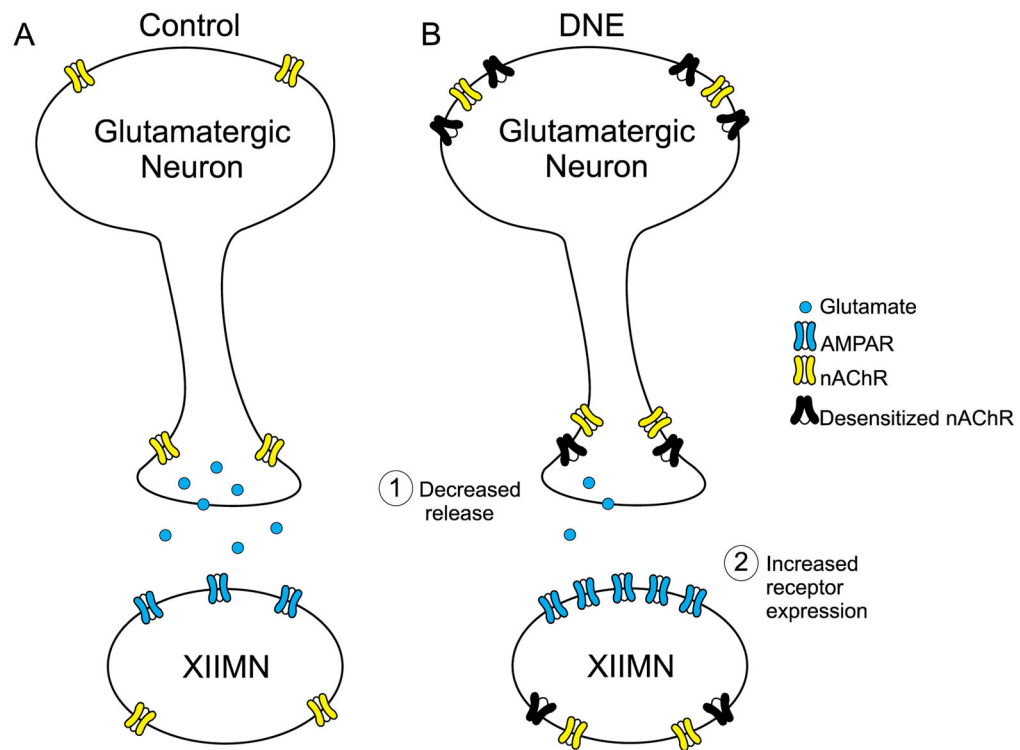 A
Control
Glutamatergic
Neuron
XIIMN
B
DNE
Glutamatergic
Neuron
1
Decreased
release
2
Increased
receptor
expression
XIIMN
Glutamate
AMPAR
nAChR
Desensitized nAChR